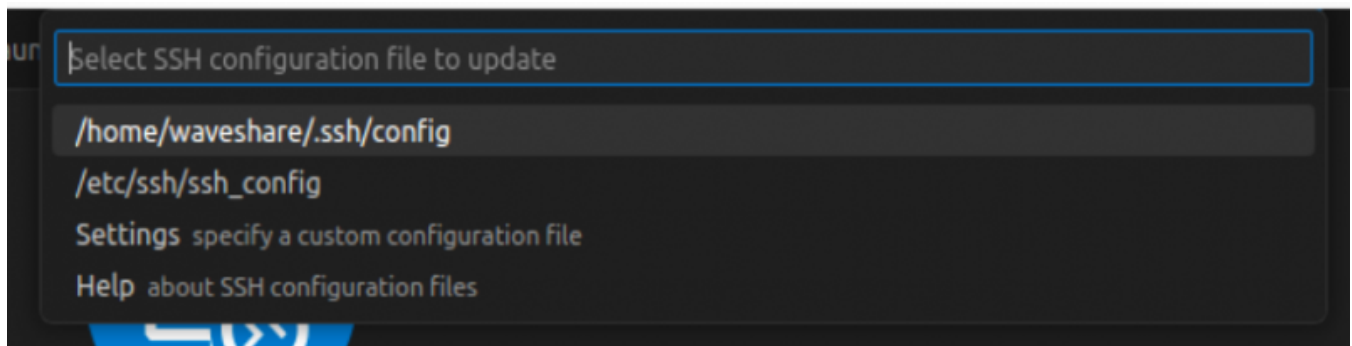 Select SSH configuration file to update
/home/waveshare/.ssh/config
/etc/ssh/ssh_config
Settings specify a custom configuration file
Help about SSH configuration files